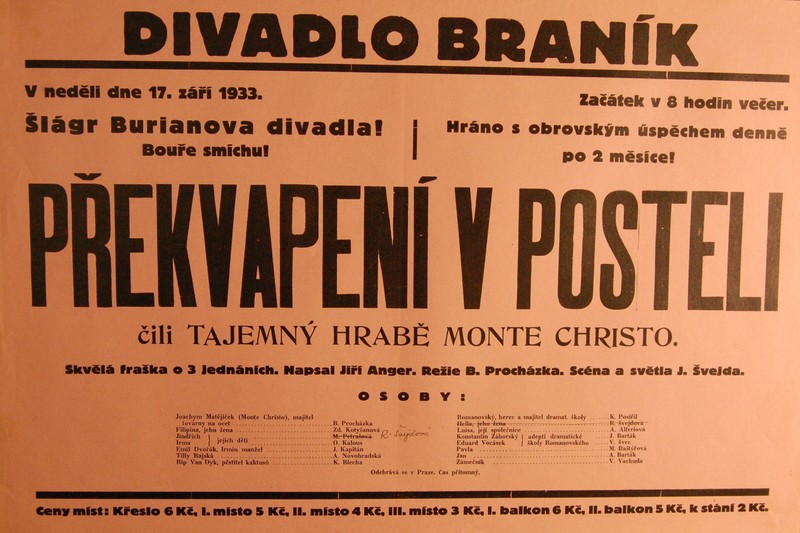 DIVADLO BRANÍK
V neděli dne 17. září 1933.
Začátek v 8 hodin večer.
Šlágr Burianova divadla!
Bouře smíchu!
Hráno s obrovským úspěchem denně
po 2 měsíce!
PŘEKVAPENÍ V POSTELI
čili TAJEMNÝ HRABĚ MONTE CHRISTO.
Skvělá fraška o 3 jednáních. Napsal Jiří Anger. Režie B. Procházka. Scéna a světla J. Švejda.
OSOBY:
Joachym Matějíček (Monte Christo), majitel
továrny na ocet B. Procházka
Filipina, jeho žena Zd. Kotyšanová
Jindřich } jejich děti M. Petrašová R. Švejdová
Irma O. Kalous
Emil Dvořák, Irmin manžel J. Kapitán
Tilly Rajská A. Novohradská
Rip Van Dyk, pěstitel kaktusů K. Blecha
Romanovský, herec a majitel dramat. školy K. Pospíšil
Hella, jeho žena R. Švejdová
Luisa, její společnice A. Alferiová
Konstantin Záborský } adepti dramatické J. Barták
Eduard Vocásek školy Romanovského V. Švec
Pavla M. Baštýřová
Jan A. Barták
Zámečník V. Vachuda
Odehrává se v Praze. Čas přítomný.
Ceny míst: Křeslo 6 Kč, I. místo 5 Kč, II. místo 4 Kč, III. místo 3 Kč, I. balkon 6 Kč, II. balkon 5 Kč, k stání 2 Kč.